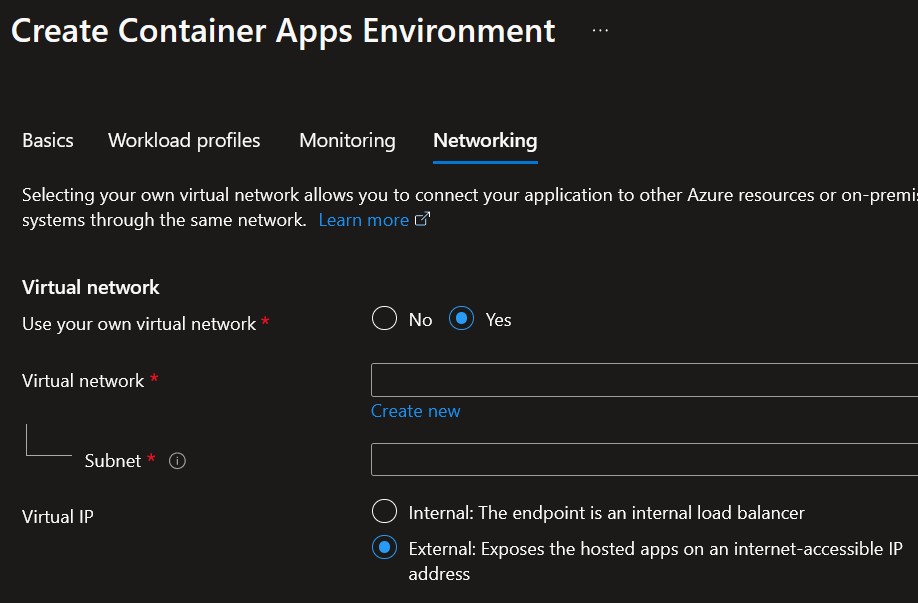 Create Container Apps Environment ...
Basics Workload profiles Monitoring Networking
Selecting your own virtual network allows you to connect your application to other Azure resources or on-premis
systems through the same network. Learn more
Virtual network
Use your own virtual network * No Yes
Virtual network *
Create new
Subnet *
Virtual IP Internal: The endpoint is an internal load balancer
External: Exposes the hosted apps on an internet-accessible IP
address